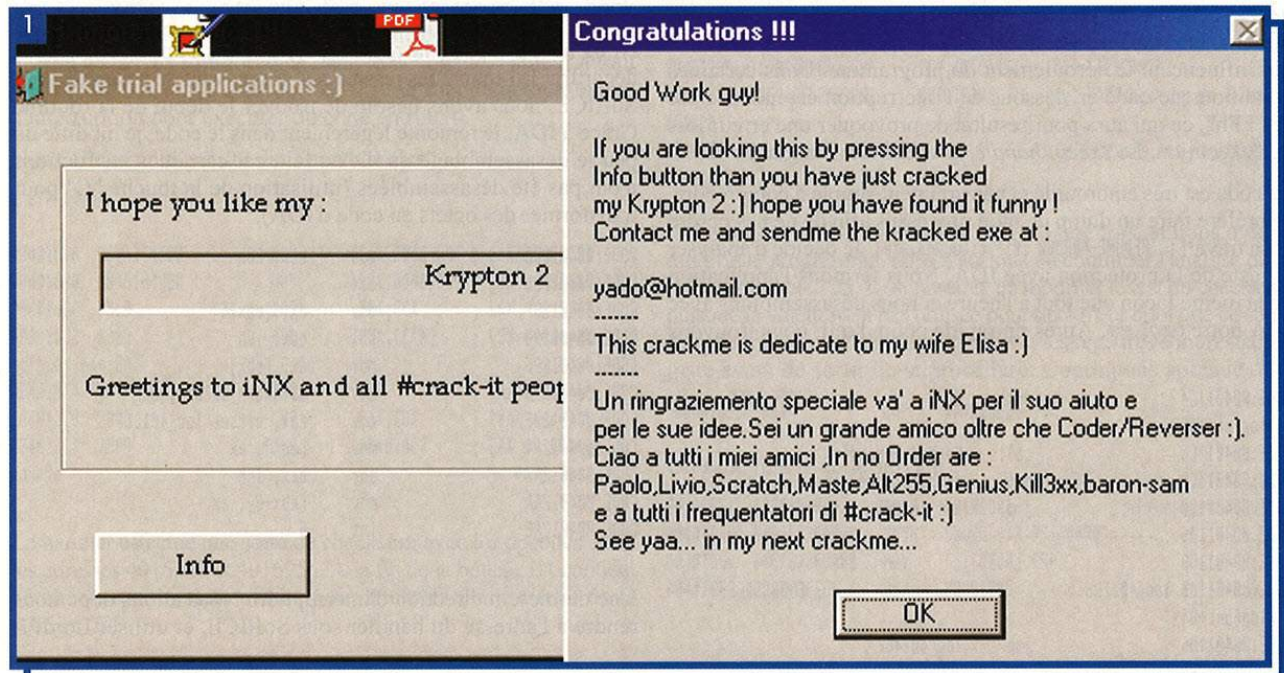 1
PDF
Fake trial applications :)
I hope you like my :
Krypton 2
Greetings to iNX and all #crack-it peop
Info
Congratulations !!!
Good Work guy!
If you are looking this by pressing the
Info button than you have just cracked
my Krypton 2 :) hope you have found it funny !
Contact me and sendme the kracked exe at :
yado@hotmail.com
-------
This crackme is dedicate to my wife Elisa :)
-------
Un ringraziemento speciale va' a iNX per il suo aiuto e
per le sue idee.Sei un grande amico oltre che Coder/Reverser :).
Ciao a tutti i miei amici ,In no Order are :
Paolo,Livio,Scratch,Maste,Alt255,Genius,Kill3xx,baron-sam
e a tutti i frequentatori di #crack-it :)
See yaa... in my next crackme...
OK